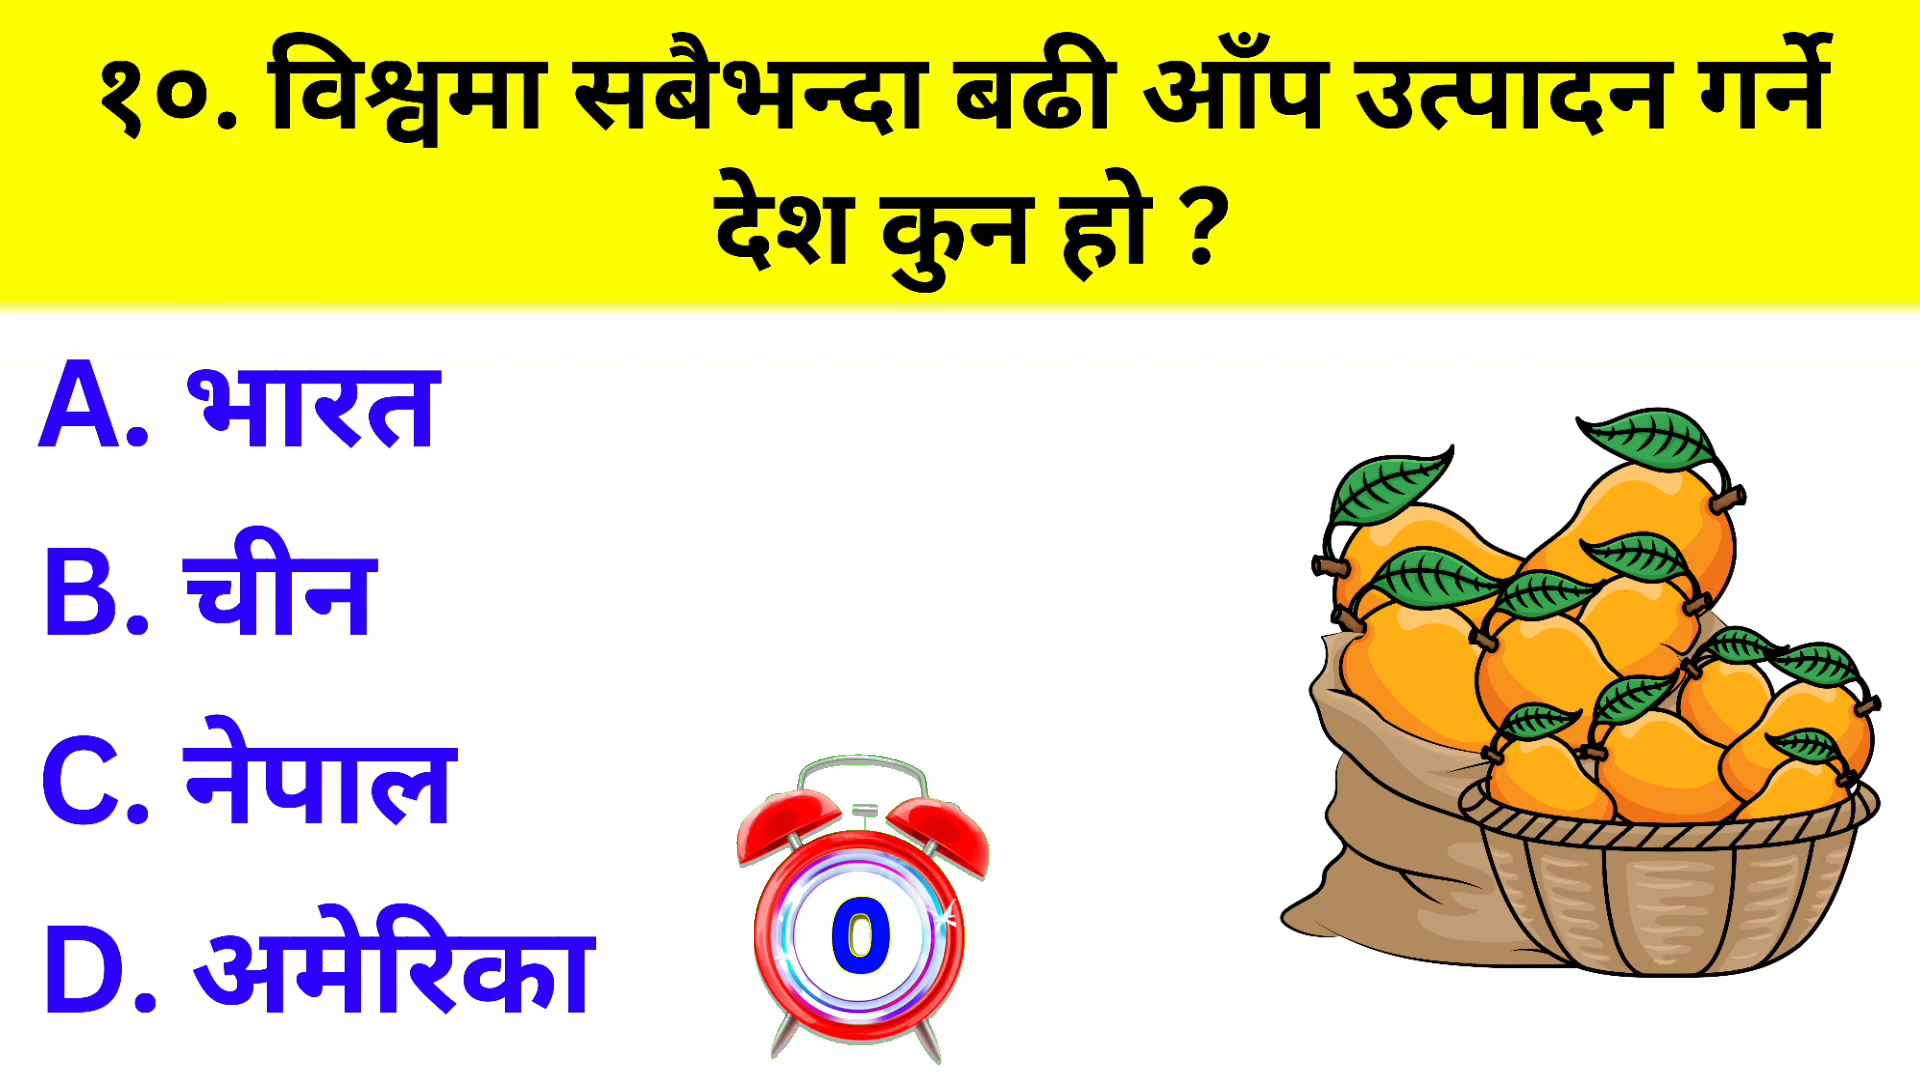 १०. विश्वमा सबैभन्दा बढी आँप उत्पादन गर्ने
देश कुन हो ?
A. भारत
B. चीन
C. नेपाल
D. अमेरिका
0